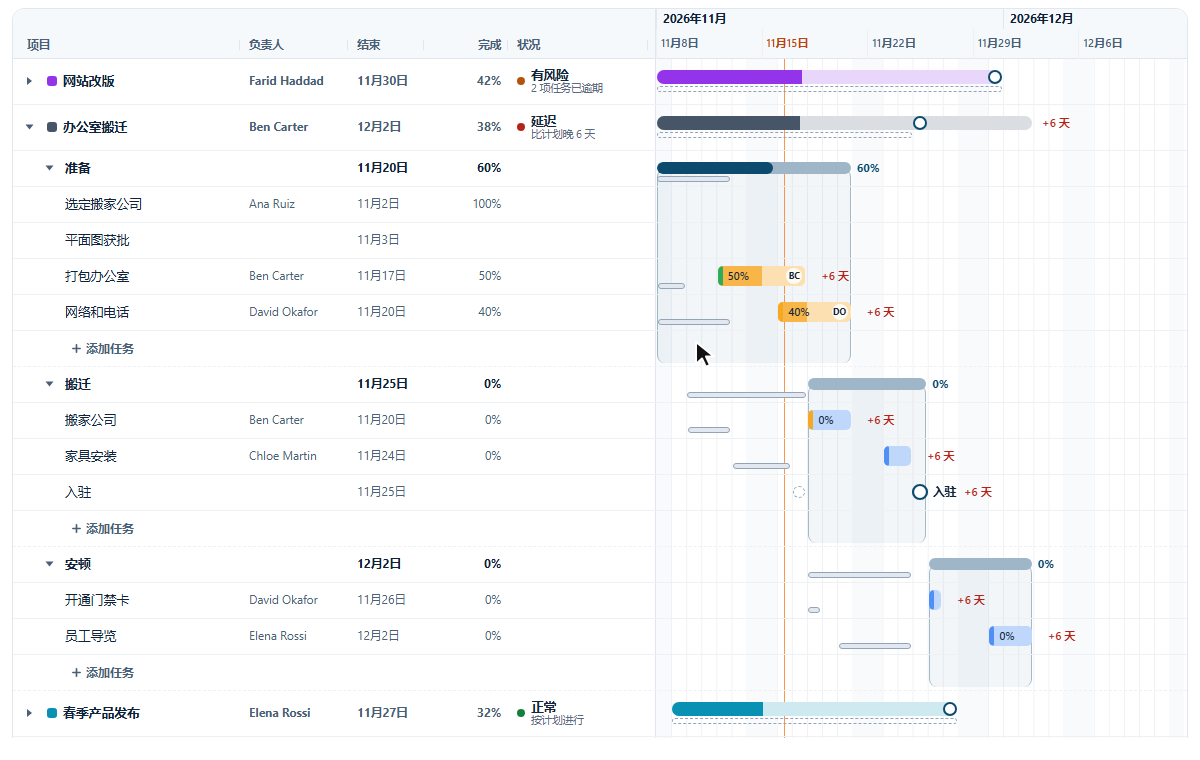 2026年11月 2026年12月
项目 负责人 结束 完成 状况 11月8日 11月15日 11月22日 11月29日 12月6日
网站改版 Farid Haddad 11月30日 42% 有风险
2 项任务已逾期
办公室搬迁 Ben Carter 12月2日 38% 延迟 +6 天
比计划晚 6 天
准备 11月20日 60% 60%
选定搬家公司 Ana Ruiz 11月2日 100%
平面图获批 11月3日
打包办公室 Ben Carter 11月17日 50% 50% BC +6 天
网络和电话 David Okafor 11月20日 40% 40% DO +6 天
+ 添加任务
搬迁 11月25日 0% 0%
搬家公司 Ben Carter 11月20日 0% 0% +6 天
家具安装 Chloe Martin 11月24日 0% +6 天
入驻 11月25日 入驻 +6 天
+ 添加任务
安顿 12月2日 0% 0%
开通门禁卡 David Okafor 11月26日 0% +6 天
员工导览 Elena Rossi 12月2日 0% 0% +6 天
+ 添加任务
春季产品发布 Elena Rossi 11月27日 32% 正常
按计划进行